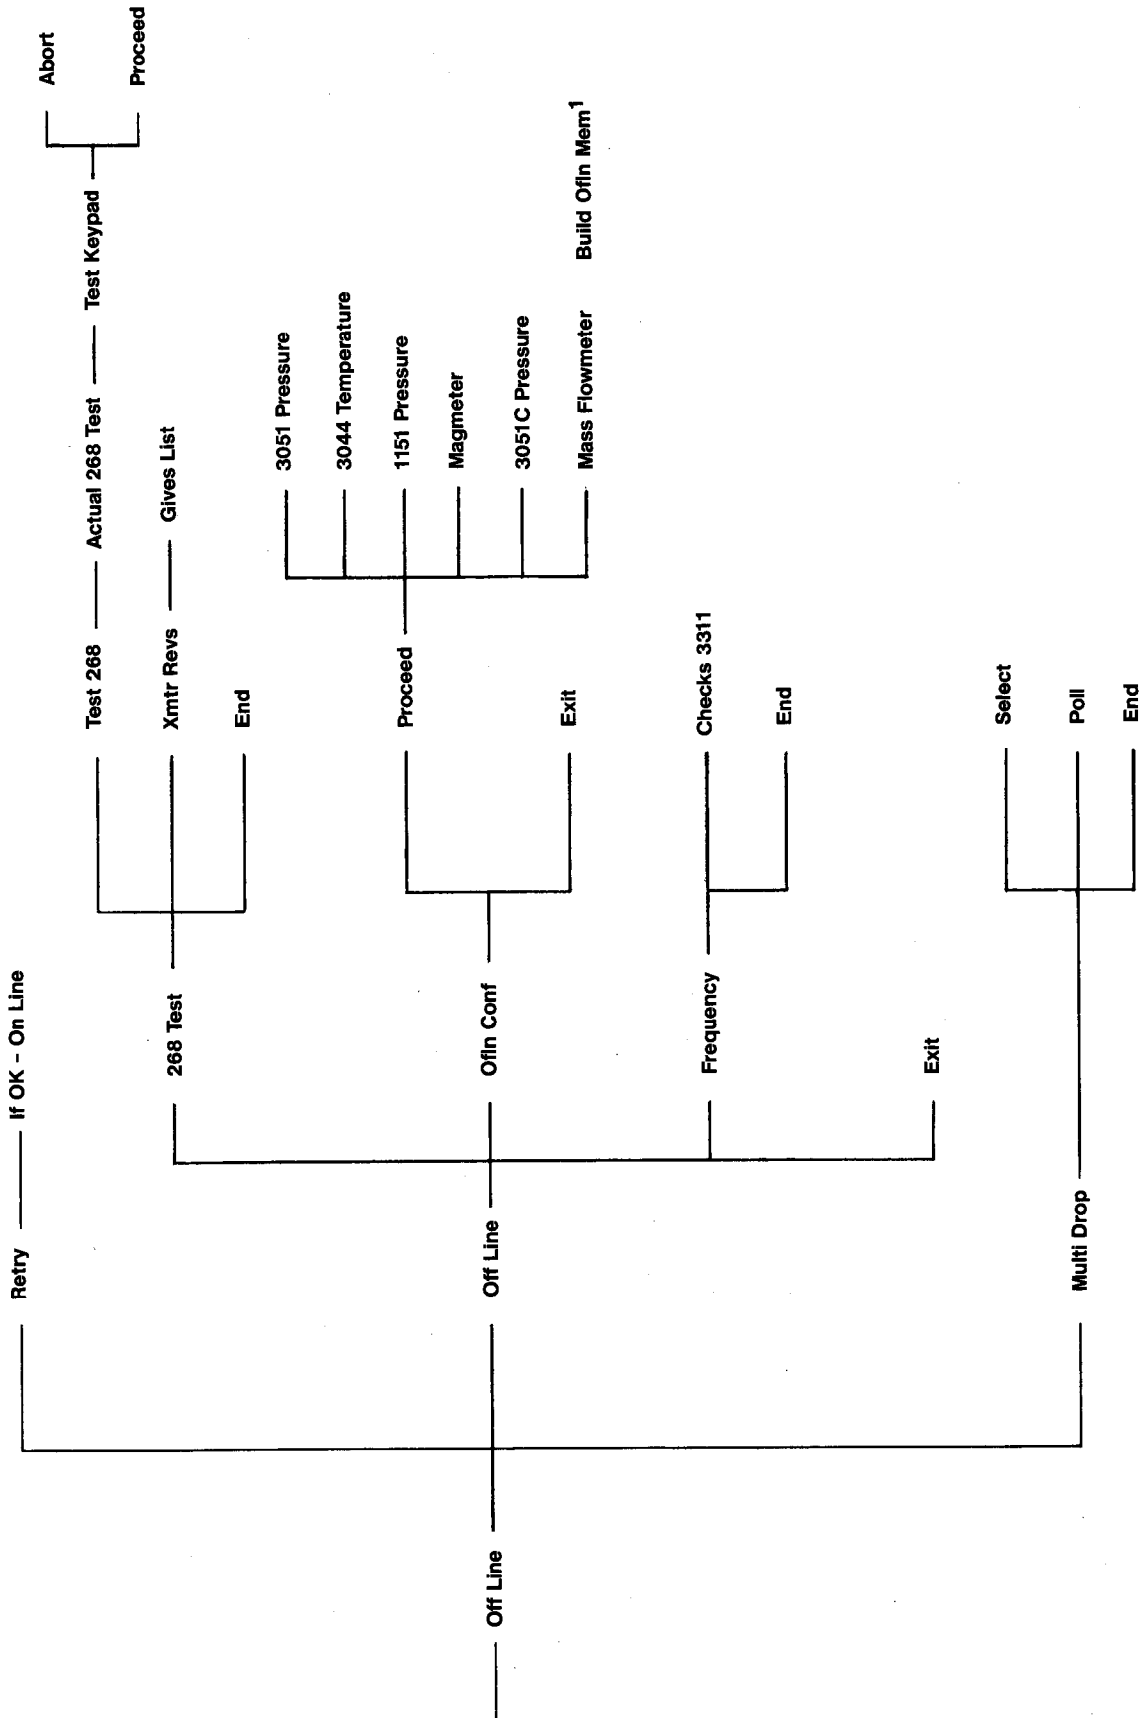 Off Line
Retry
If OK - On Line
Off Line
268 Test
Test 268
Actual 268 Test
Test Keypad
Abort
Proceed
Xmtr Revs
Gives List
End
Ofln Conf
Proceed
3051 Pressure
3044 Temperature
1151 Pressure
Magmeter
3051C Pressure
Mass Flowmeter
Build Ofln Mem¹
Exit
Frequency
Checks 3311
End
Exit
Multi Drop
Select
Poll
End